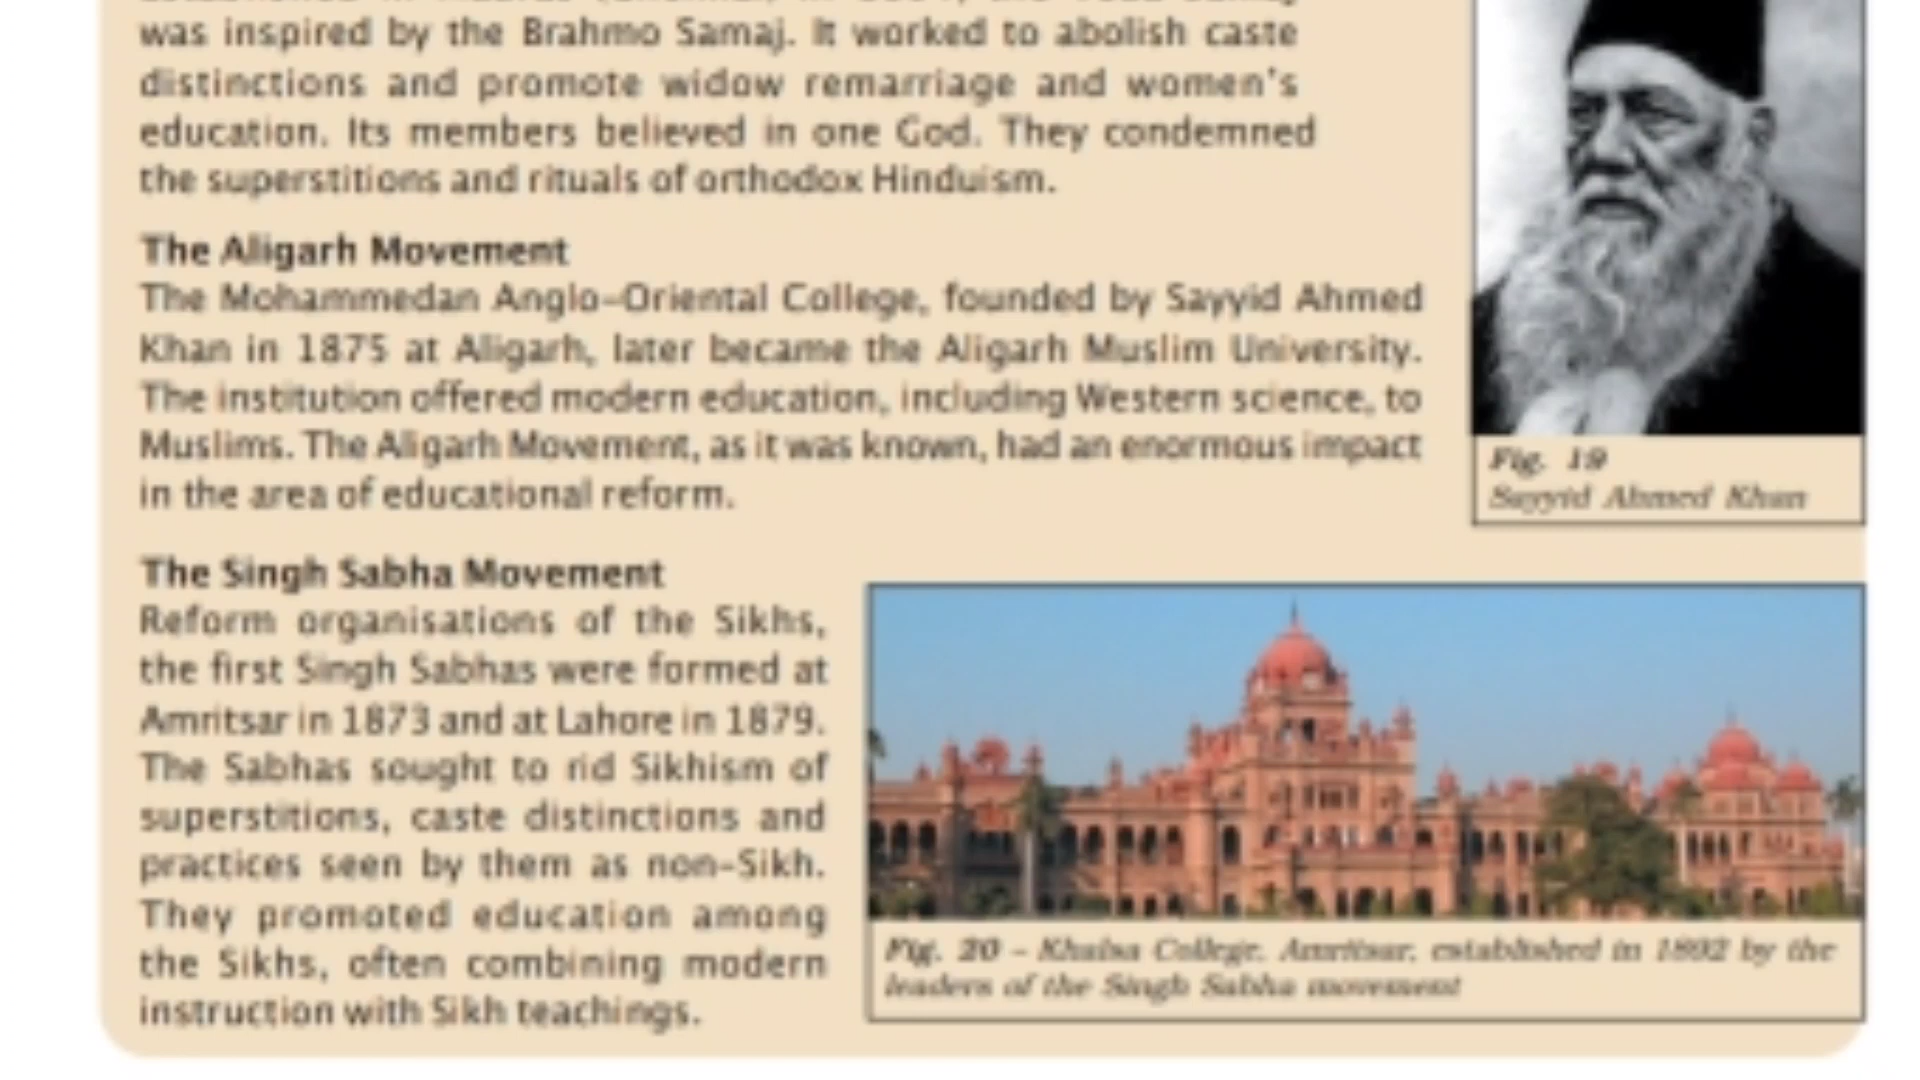 was inspired by the Brahmo Samaj. It worked to abolish caste
distinctions and promote widow remarriage and women's
education. Its members believed in one God. They condemned
the superstitions and rituals of orthodox Hinduism.
The Aligarh Movement
The Mohammedan Anglo-Oriental College, founded by Sayyid Ahmed
Khan in 1875 at Aligarh, later became the Aligarh Muslim University.
The institution offered modern education, including Western science, to
Muslims. The Aligarh Movement, as it was known, had an enormous impact
in the area of educational reform.
Fig. 19
Sayyid Ahmed Khan
The Singh Sabha Movement
Reform organisations of the Sikhs,
the first Singh Sabhas were formed at
Amritsar in 1873 and at Lahore in 1879.
The Sabhas sought to rid Sikhism of
superstitions, caste distinctions and
practices seen by them as non-Sikh.
They promoted education among
the Sikhs, often combining modern
instruction with Sikh teachings.
Fig. 20 – Khalsa College, Amritsar, established in 1892 by the
leaders of the Singh Sabha movement